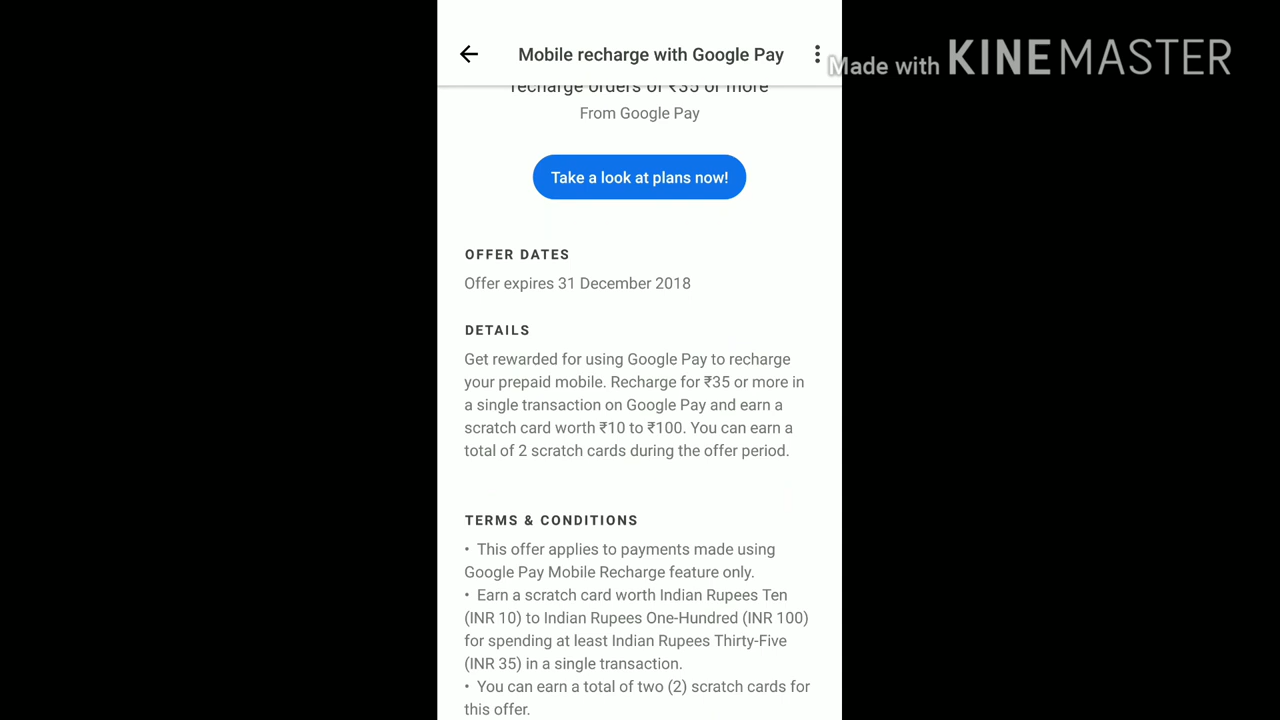 Mobile recharge with Google Pay
Made with KINEMASTER
recharge orders of ₹35 or more
From Google Pay
Take a look at plans now!
OFFER DATES
Offer expires 31 December 2018
DETAILS
Get rewarded for using Google Pay to recharge
your prepaid mobile. Recharge for ₹35 or more in
a single transaction on Google Pay and earn a
scratch card worth ₹10 to ₹100. You can earn a
total of 2 scratch cards during the offer period.
TERMS & CONDITIONS
• This offer applies to payments made using
Google Pay Mobile Recharge feature only.
• Earn a scratch card worth Indian Rupees Ten
(INR 10) to Indian Rupees One-Hundred (INR 100)
for spending at least Indian Rupees Thirty-Five
(INR 35) in a single transaction.
• You can earn a total of two (2) scratch cards for
this offer.